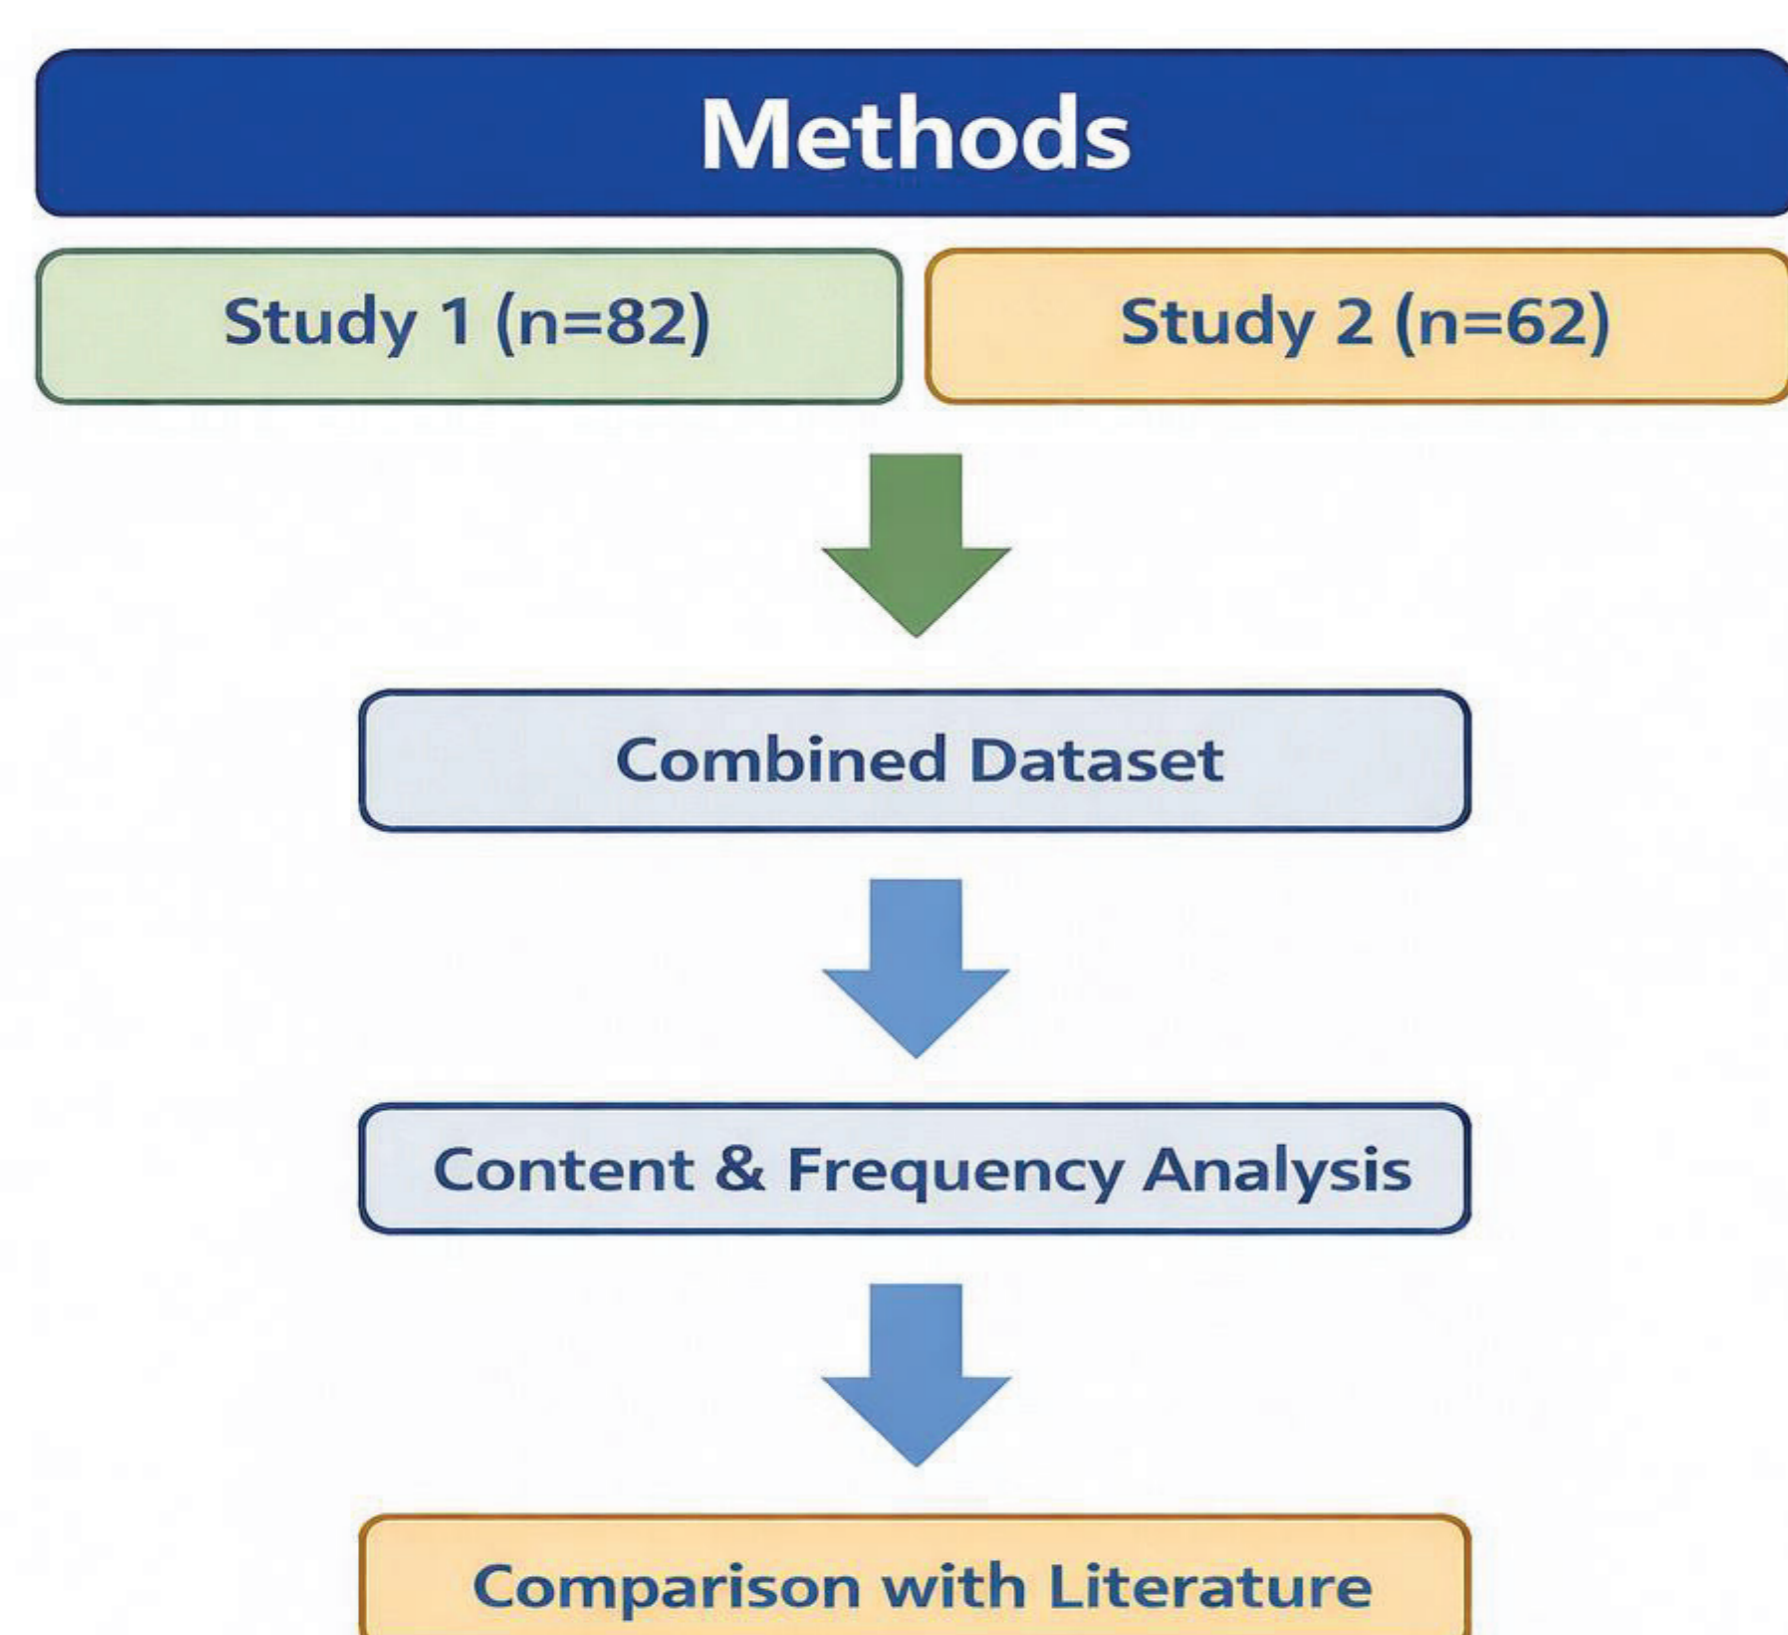 Methods
Study 1 (n=82)
Study 2 (n=62)
Combined Dataset
Content & Frequency Analysis
Comparison with Literature